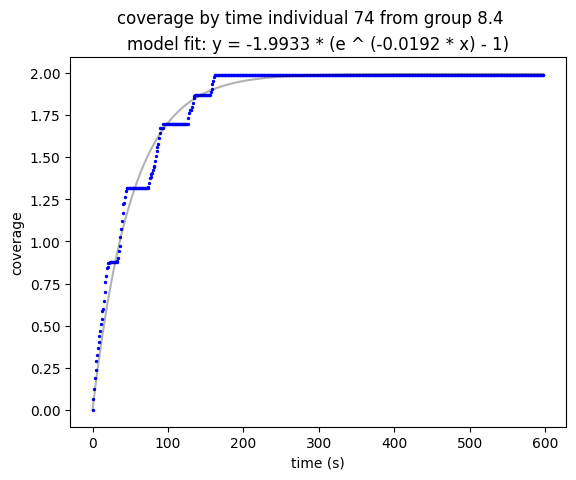 coverage by time individual 74 from group 8.4
model fit: y = -1.9933 * (e ^ (-0.0192 * x) - 1)
2.00
1.75
1.50
1.25
1.00
0.75
0.50
0.25
0.00
coverage
0 100 200 300 400 500 600
time (s)